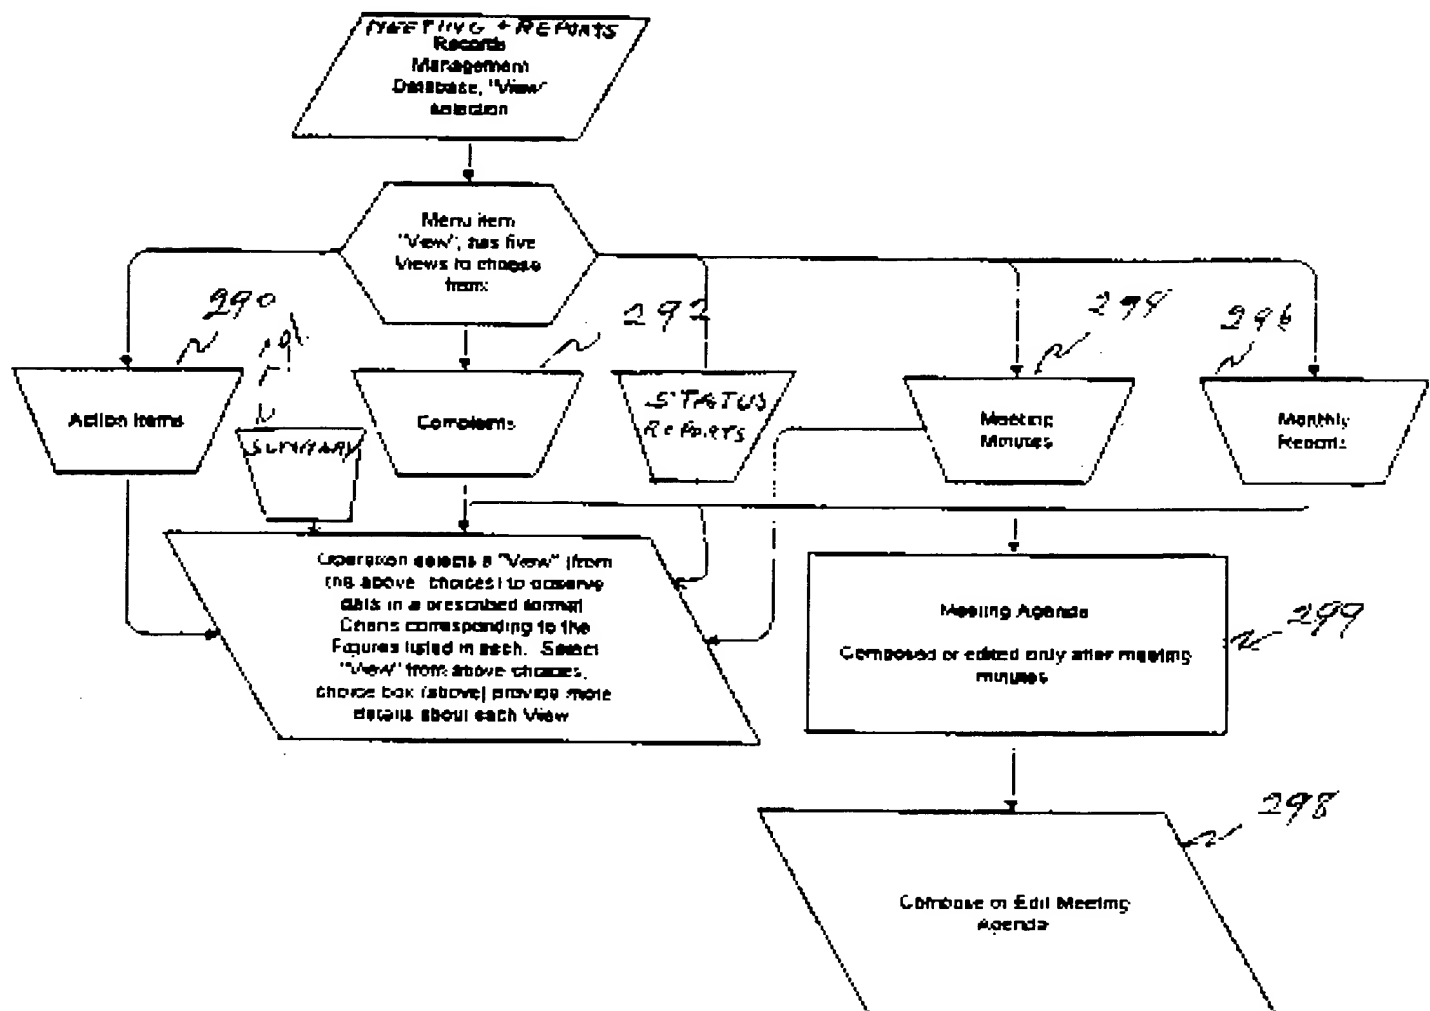 MEETING + REPORTS
Records
Management
Database, "View"
selection
Menu item
"View", has five
Views to choose
from:
290
291
292
294
296
Action Items
SUMMARY
Complaints
STATUS
REPORTS
Meeting
Minutes
Monthly
Reports
Operation selects a "View" (from
the above choices) to observe
data in a prescribed format
Charts corresponding to the
Figures listed in each. Select
"View" from above choices,
choice box (above) provide more
details about each View
Meeting Agenda
Composed or edited only after meeting
minutes
299
298
Compose or Edit Meeting
Agenda